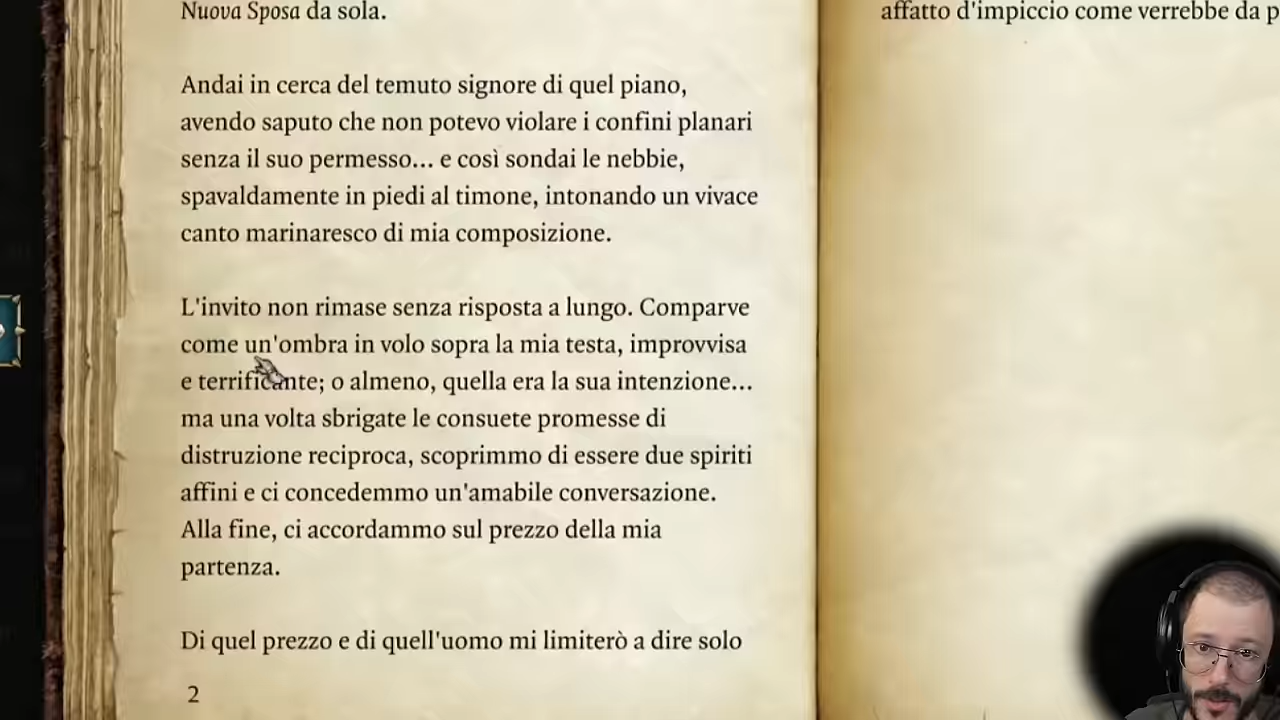 Nuova Sposa da sola.
Andai in cerca del temuto signore di quel piano,
avendo saputo che non potevo violare i confini planari
senza il suo permesso... e così sondai le nebbie,
spavaldamente in piedi al timone, intonando un vivace
canto marinaresco di mia composizione.
L'invito non rimase senza risposta a lungo. Comparve
come un'ombra in volo sopra la mia testa, improvvisa
e terrificante; o almeno, quella era la sua intenzione...
ma una volta sbrigate le consuete promesse di
distruzione reciproca, scoprimmo di essere due spiriti
affini e ci concedemmo un'amabile conversazione.
Alla fine, ci accordammo sul prezzo della mia
partenza.
Di quel prezzo e di quell'uomo mi limiterò a dire solo
2
affatto d'impiccio come verrebbe da p